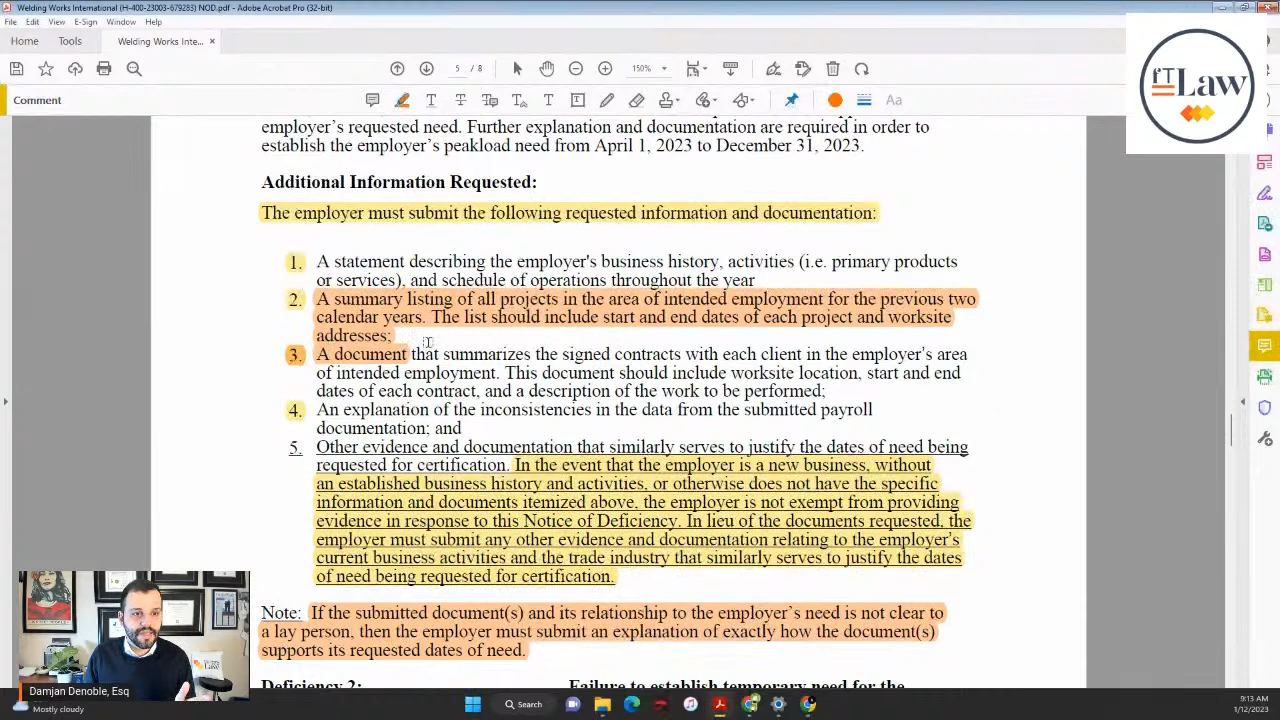 Welding Works International (H-400-23003-679283) NOD.pdf - Adobe Acrobat Pro (32-bit)
File Edit View E-Sign Window Help
Home Tools Welding Works Inte... ×
5 / 8 150%
Comment Aa
fT Law
employer's requested need. Further explanation and documentation are required in order to
establish the employer's peakload need from April 1, 2023 to December 31, 2023.
Additional Information Requested:
The employer must submit the following requested information and documentation:
1. A statement describing the employer's business history, activities (i.e. primary products
or services), and schedule of operations throughout the year
2. A summary listing of all projects in the area of intended employment for the previous two
calendar years. The list should include start and end dates of each project and worksite
addresses;
3. A document that summarizes the signed contracts with each client in the employer's area
of intended employment. This document should include worksite location, start and end
dates of each contract, and a description of the work to be performed;
4. An explanation of the inconsistencies in the data from the submitted payroll
documentation; and
5. Other evidence and documentation that similarly serves to justify the dates of need being
requested for certification. In the event that the employer is a new business, without
an established business history and activities, or otherwise does not have the specific
information and documents itemized above, the employer is not exempt from providing
evidence in response to this Notice of Deficiency. In lieu of the documents requested, the
employer must submit any other evidence and documentation relating to the employer's
current business activities and the trade industry that similarly serves to justify the dates
of need being requested for certification.
Note: If the submitted document(s) and its relationship to the employer's need is not clear to
a lay person, then the employer must submit an explanation of exactly how the document(s)
supports its requested dates of need.
Deficiency 2: Failure to establish temporary need for the
Damjan Denoble, Esq
Mostly cloudy
Search
9:13 AM
1/12/2023